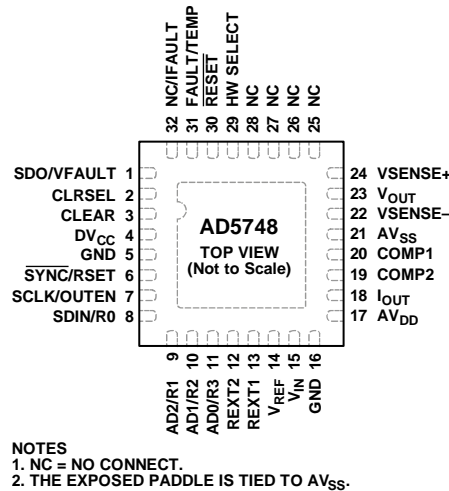 32 NC/IFAULT
31 FAULT/TEMP
30 RESET
29 HW SELECT
28 NC
27 NC
26 NC
25 NC
SDO/VFAULT 1
CLRSEL 2
CLEAR 3
DVCC 4
GND 5
SYNC/RSET 6
SCLK/OUTEN 7
SDIN/R0 8
AD5748
TOP VIEW
(Not to Scale)
24 VSENSE+
23 VOUT
22 VSENSE–
21 AVSS
20 COMP1
19 COMP2
18 IOUT
17 AVDD
AD2/R1 9
AD1/R2 10
AD0/R3 11
REXT2 12
REXT1 13
VREF 14
VIN 15
GND 16
NOTES
1. NC = NO CONNECT.
2. THE EXPOSED PADDLE IS TIED TO AVSS.